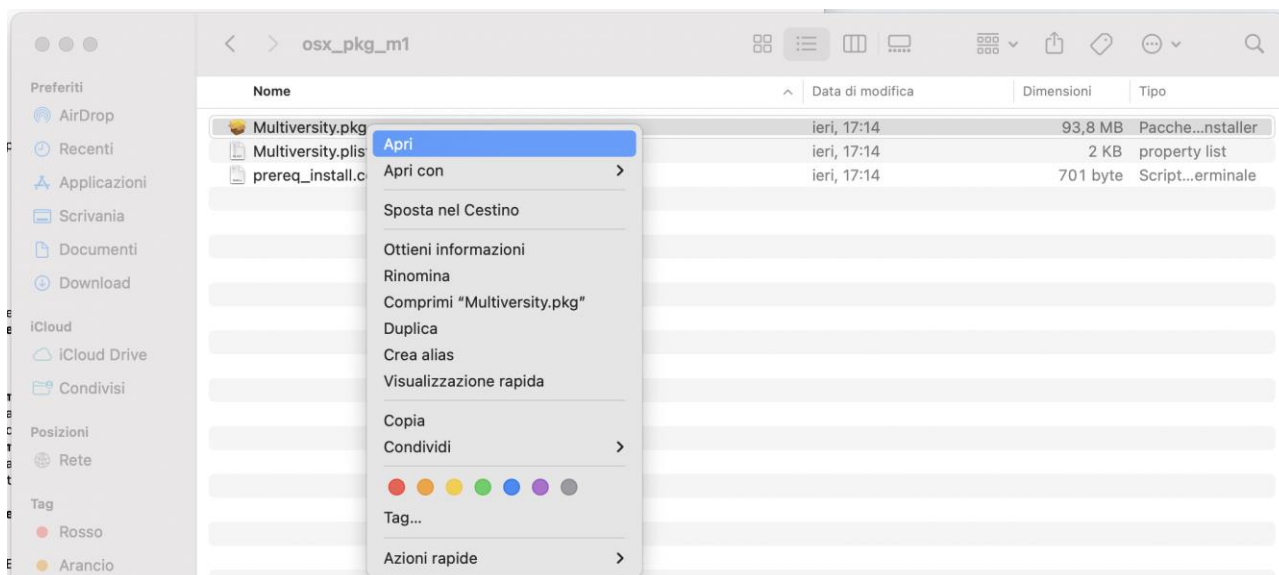 osx_pkg_m1
Preferiti
AirDrop
Recenti
Applicazioni
Scrivania
Documenti
Download
iCloud
iCloud Drive
Condivisi
Posizioni
Rete
Tag
Rosso
Arancio
Nome Data di modifica Dimensioni Tipo
Multiversity.pkg ieri, 17:14 93,8 MB Pacche...nstaller
Multiversity.plis ieri, 17:14 2 KB property list
prereq_install.c ieri, 17:14 701 byte Script...erminale
Apri
Apri con
Sposta nel Cestino
Ottieni informazioni
Rinomina
Comprimi “Multiversity.pkg”
Duplica
Crea alias
Visualizzazione rapida
Copia
Condividi
Tag...
Azioni rapide